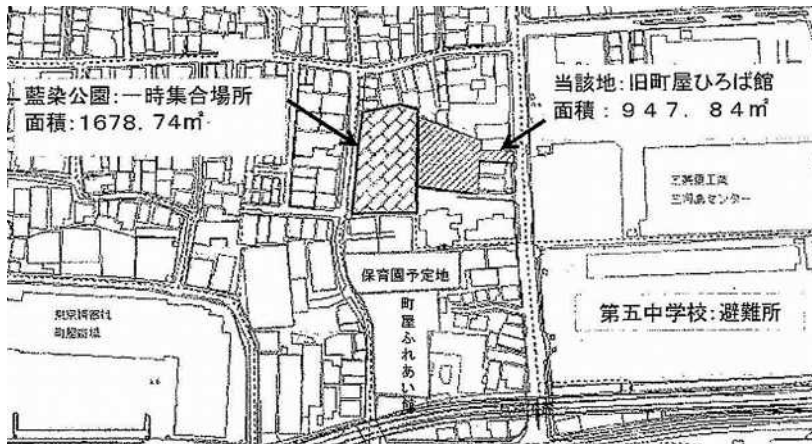 藍染公園:一時集合場所
面積:1678.74㎡
当該地:旧町屋ひろば館
面積:947.84㎡
保育園予定地
町屋ふれあい館
第五中学校:避難所